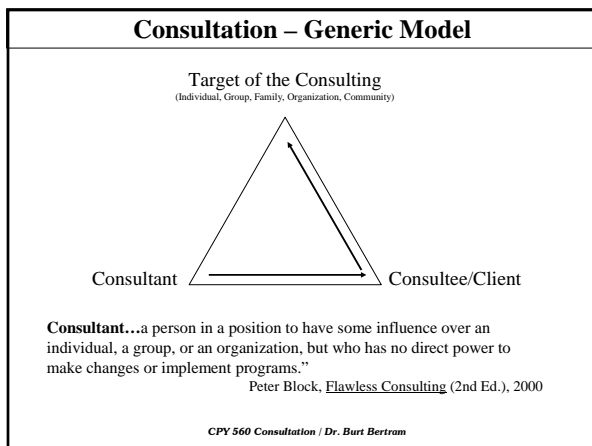 Consultation – Generic Model
Target of the Consulting
(Individual, Group, Family, Organization, Community)
Consultant
Consultee/Client
Consultant…a person in a position to have some influence over an
individual, a group, or an organization, but who has no direct power to
make changes or implement programs.”
Peter Block, Flawless Consulting (2nd Ed.), 2000
CPY 560 Consultation / Dr. Burt Bertram